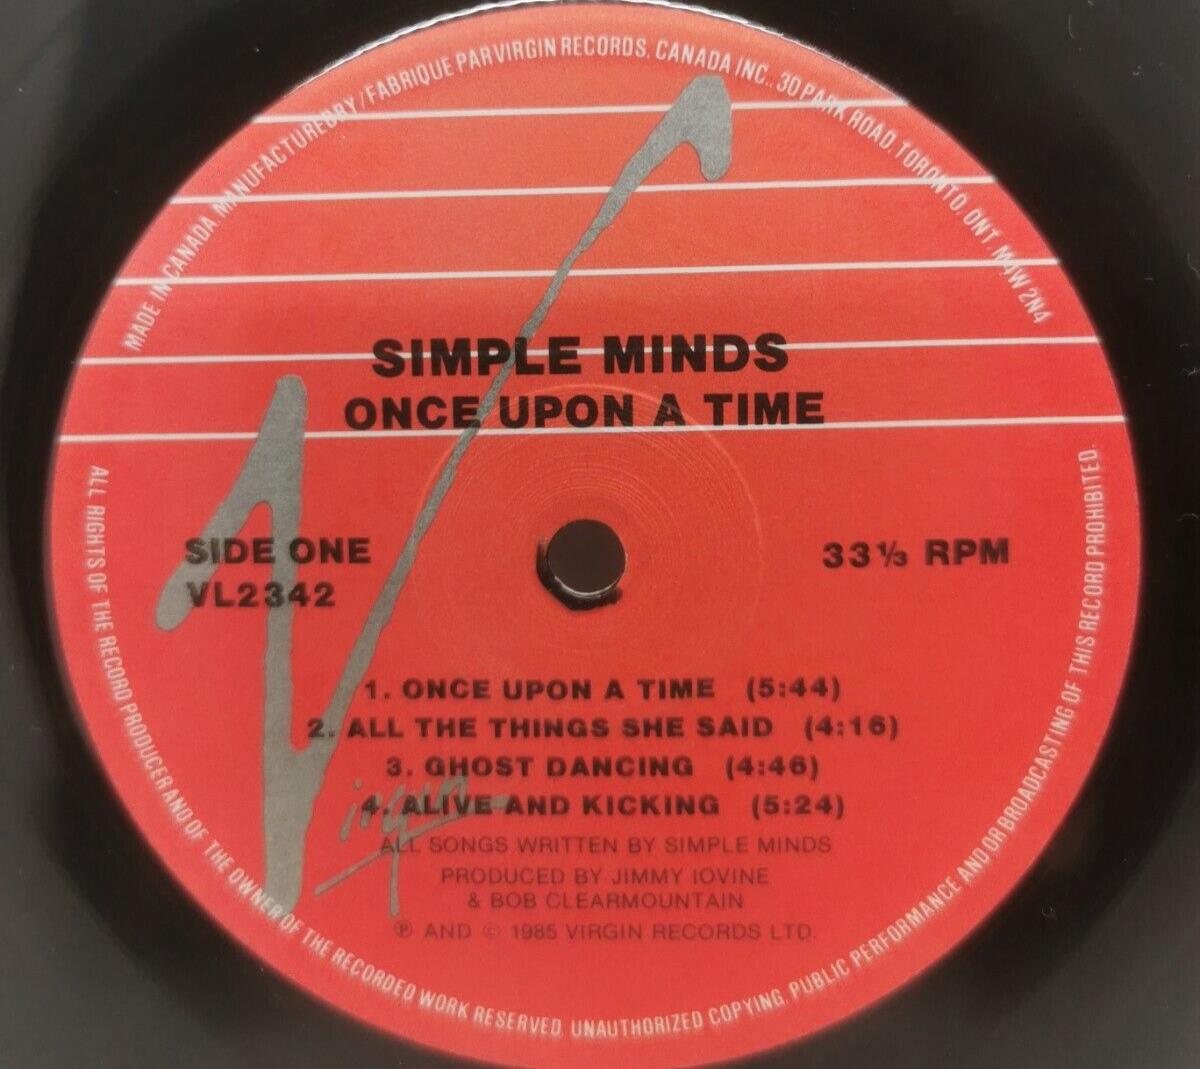 MADE IN CANADA. MANUFACTURED BY / FABRIQUE PAR VIRGIN RECORDS. CANADA INC., 30 PARK ROAD. TORONTO. ONT. M4W 2N4
SIMPLE MINDS
ONCE UPON A TIME
SIDE ONE
VL2342
33 ⅓ RPM
1. ONCE UPON A TIME (5:44)
2. ALL THE THINGS SHE SAID (4:16)
3. GHOST DANCING (4:46)
4. ALIVE AND KICKING (5:24)
Virgin
ALL SONGS WRITTEN BY SIMPLE MINDS
PRODUCED BY JIMMY IOVINE
& BOB CLEARMOUNTAIN
℗ AND © 1985 VIRGIN RECORDS LTD.
ALL RIGHTS OF THE RECORD PRODUCER AND OF THE OWNER OF THE RECORDED WORK RESERVED. UNAUTHORIZED COPYING. PUBLIC PERFORMANCE AND OR BROADCASTING OF THIS RECORD PROHIBITED.